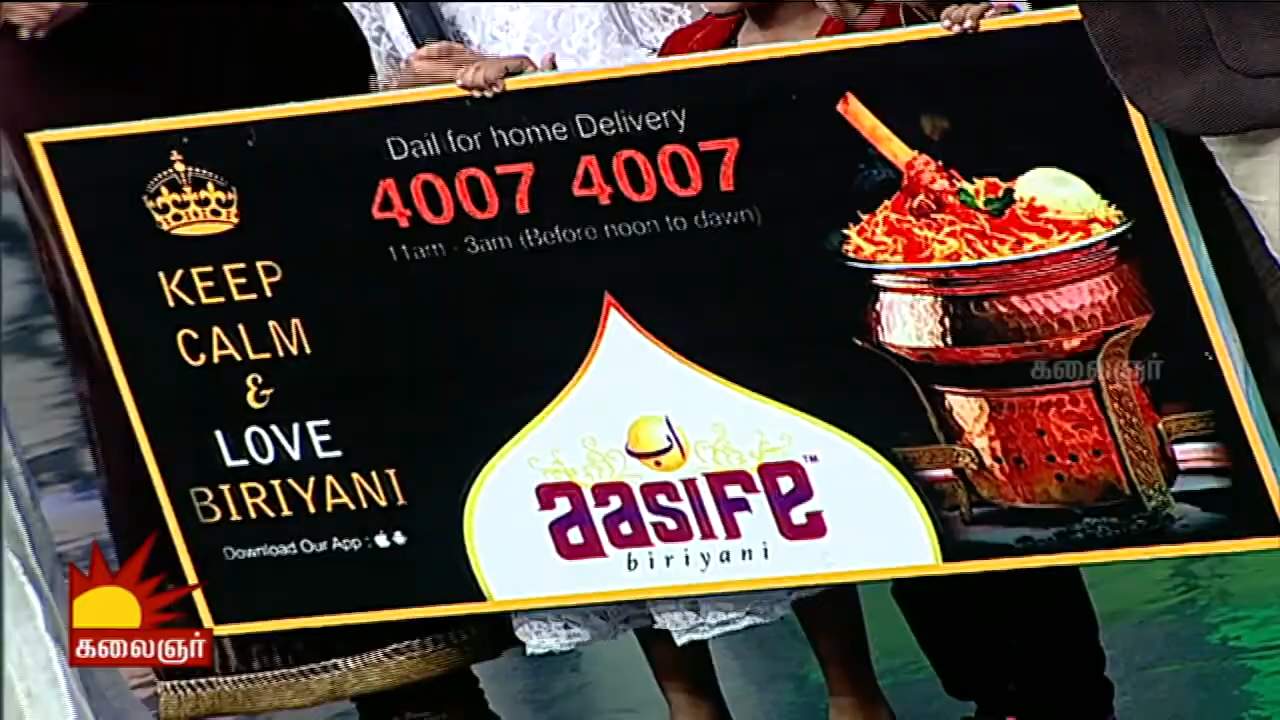 Dail for home Delivery
4007 4007
11am - 3am (Before noon to dawn)
KEEP
CALM
&
LOVE
BIRIYANI
Download Our App :
aasife™
biriyani
கலைஞர்
கலைஞர்